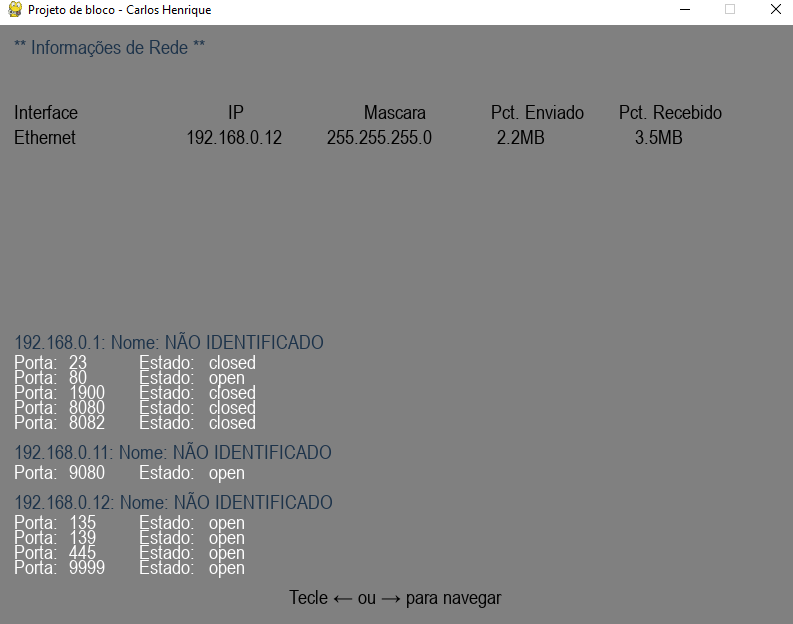 Projeto de bloco - Carlos Henrique
** Informações de Rede **
Interface IP Mascara Pct. Enviado Pct. Recebido
Ethernet 192.168.0.12 255.255.255.0 2.2MB 3.5MB
192.168.0.1: Nome: NÃO IDENTIFICADO
Porta: 23 Estado: closed
Porta: 80 Estado: open
Porta: 1900 Estado: closed
Porta: 8080 Estado: closed
Porta: 8082 Estado: closed
192.168.0.11: Nome: NÃO IDENTIFICADO
Porta: 9080 Estado: open
192.168.0.12: Nome: NÃO IDENTIFICADO
Porta: 135 Estado: open
Porta: 139 Estado: open
Porta: 445 Estado: open
Porta: 9999 Estado: open
Tecle ← ou → para navegar